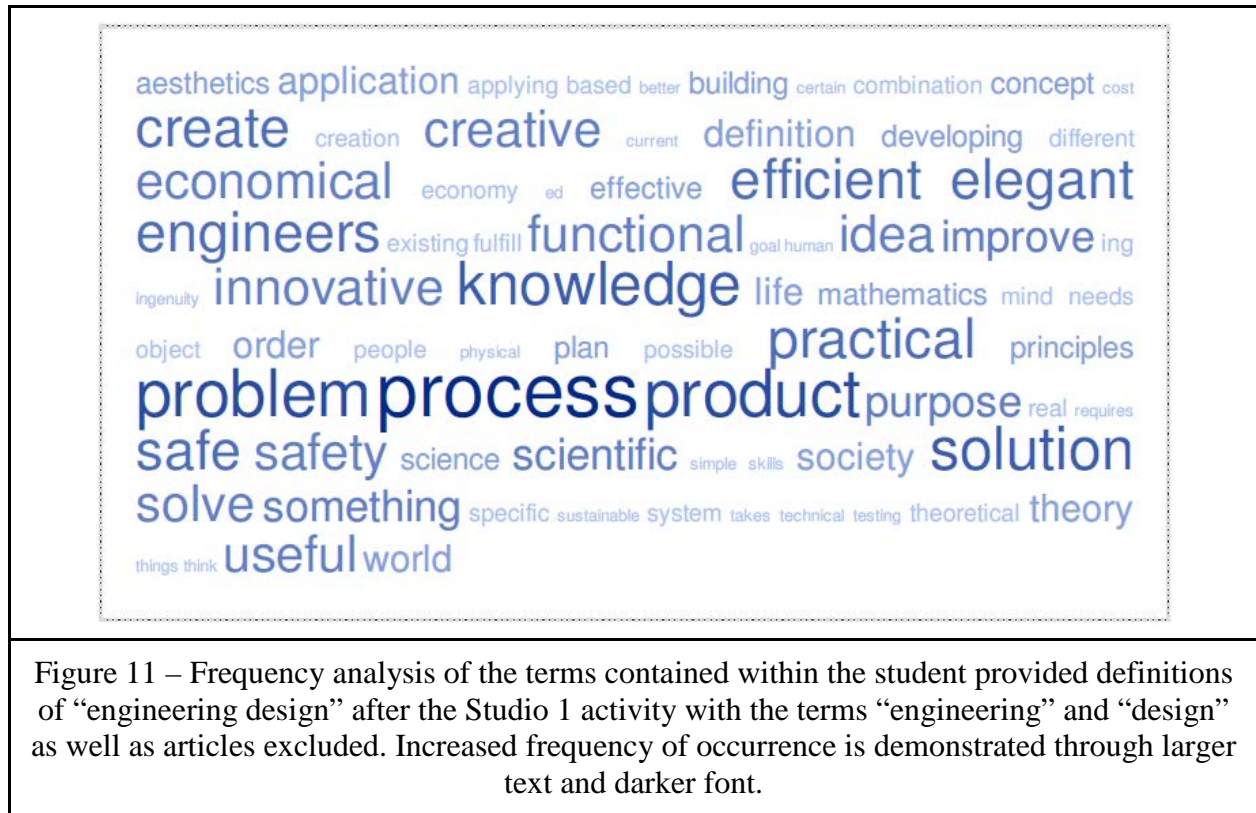 aesthetics application applying based better building certain combination concept cost
create creation creative current definition developing different
economical economy ed effective efficient elegant
engineers existing fulfill functional goal human idea improve ing
ingenuity innovative knowledge life mathematics mind needs
object order people physical plan possible practical principles
problem process product purpose real requires
safe safety science scientific simple skills society solution
solve something specific sustainable system takes technical testing theoretical theory
things think useful world
Figure 11 – Frequency analysis of the terms contained within the student provided definitions
of “engineering design” after the Studio 1 activity with the terms “engineering” and “design”
as well as articles excluded. Increased frequency of occurrence is demonstrated through larger
text and darker font.